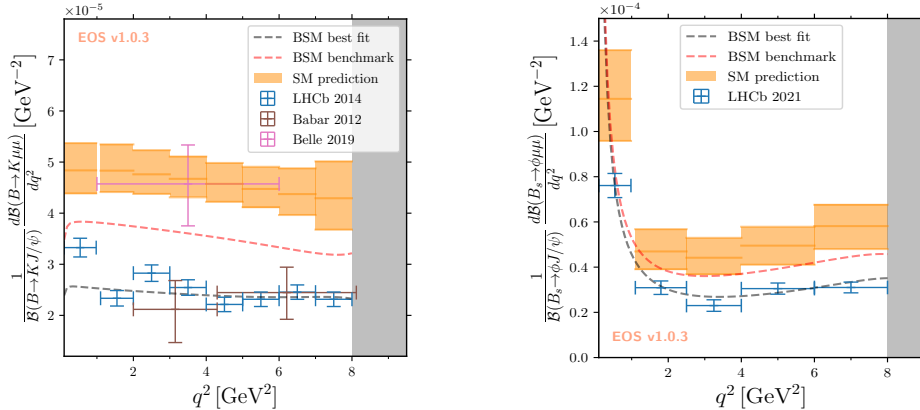 ×10⁻⁵
EOS v1.0.3
BSM best fit
BSM benchmark
SM prediction
LHCb 2014
Babar 2012
Belle 2019
7
6
5
4
3
2
2 4 6 8
q² [GeV²]
1/B(B→KJ/ψ) dB(B→Kμμ)/dq² [GeV⁻²]
×10⁻⁴
BSM best fit
BSM benchmark
SM prediction
LHCb 2021
1.4
1.2
1.0
0.8
0.6
0.4
0.2
0.0
EOS v1.0.3
2 4 6 8
q² [GeV²]
1/B(Bₛ→φJ/ψ) dB(Bₛ→φμμ)/dq² [GeV⁻²]